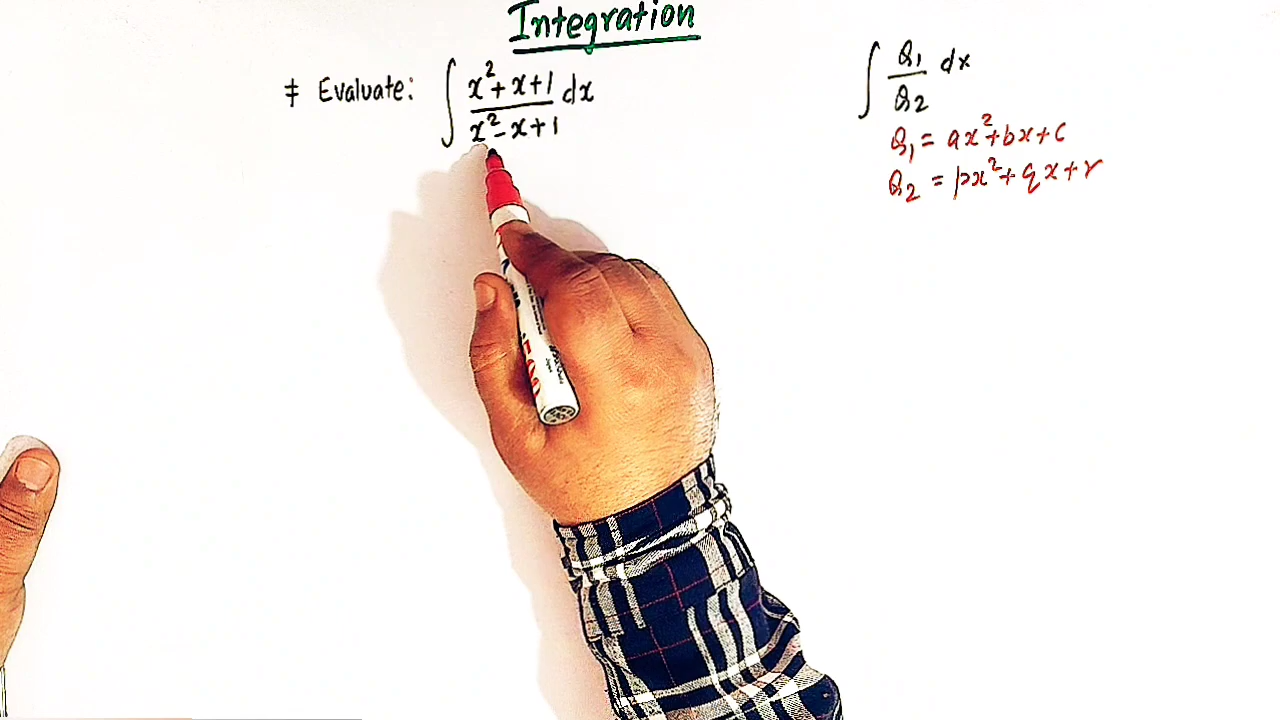 Integration
# Evaluate: ∫ (x² + x + 1)/(x² - x + 1) dx
∫ Q₁/Q₂ dx
Q₁ = ax² + bx + c
Q₂ = px² + qx + r